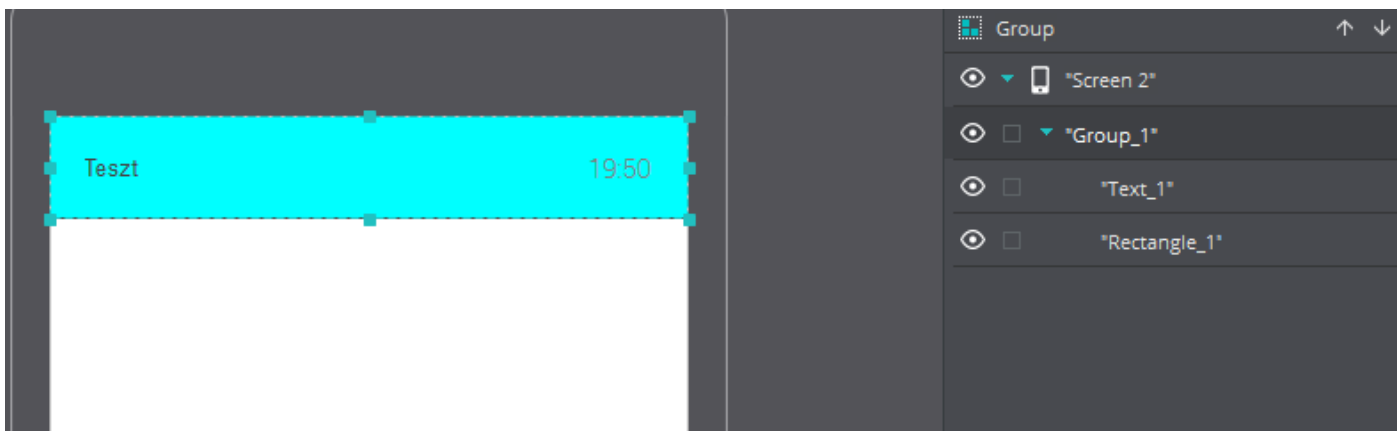 Group
"Screen 2"
"Group_1"
Teszt 19:50
"Text_1"
"Rectangle_1"